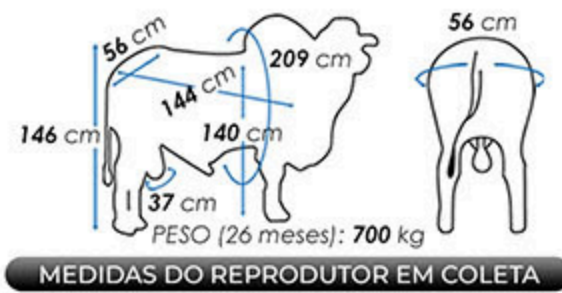 56 cm
56 cm
209 cm
144 cm
146 cm
140 cm
37 cm
PESO (26 meses): 700 kg
MEDIDAS DO REPRODUTOR EM COLETA